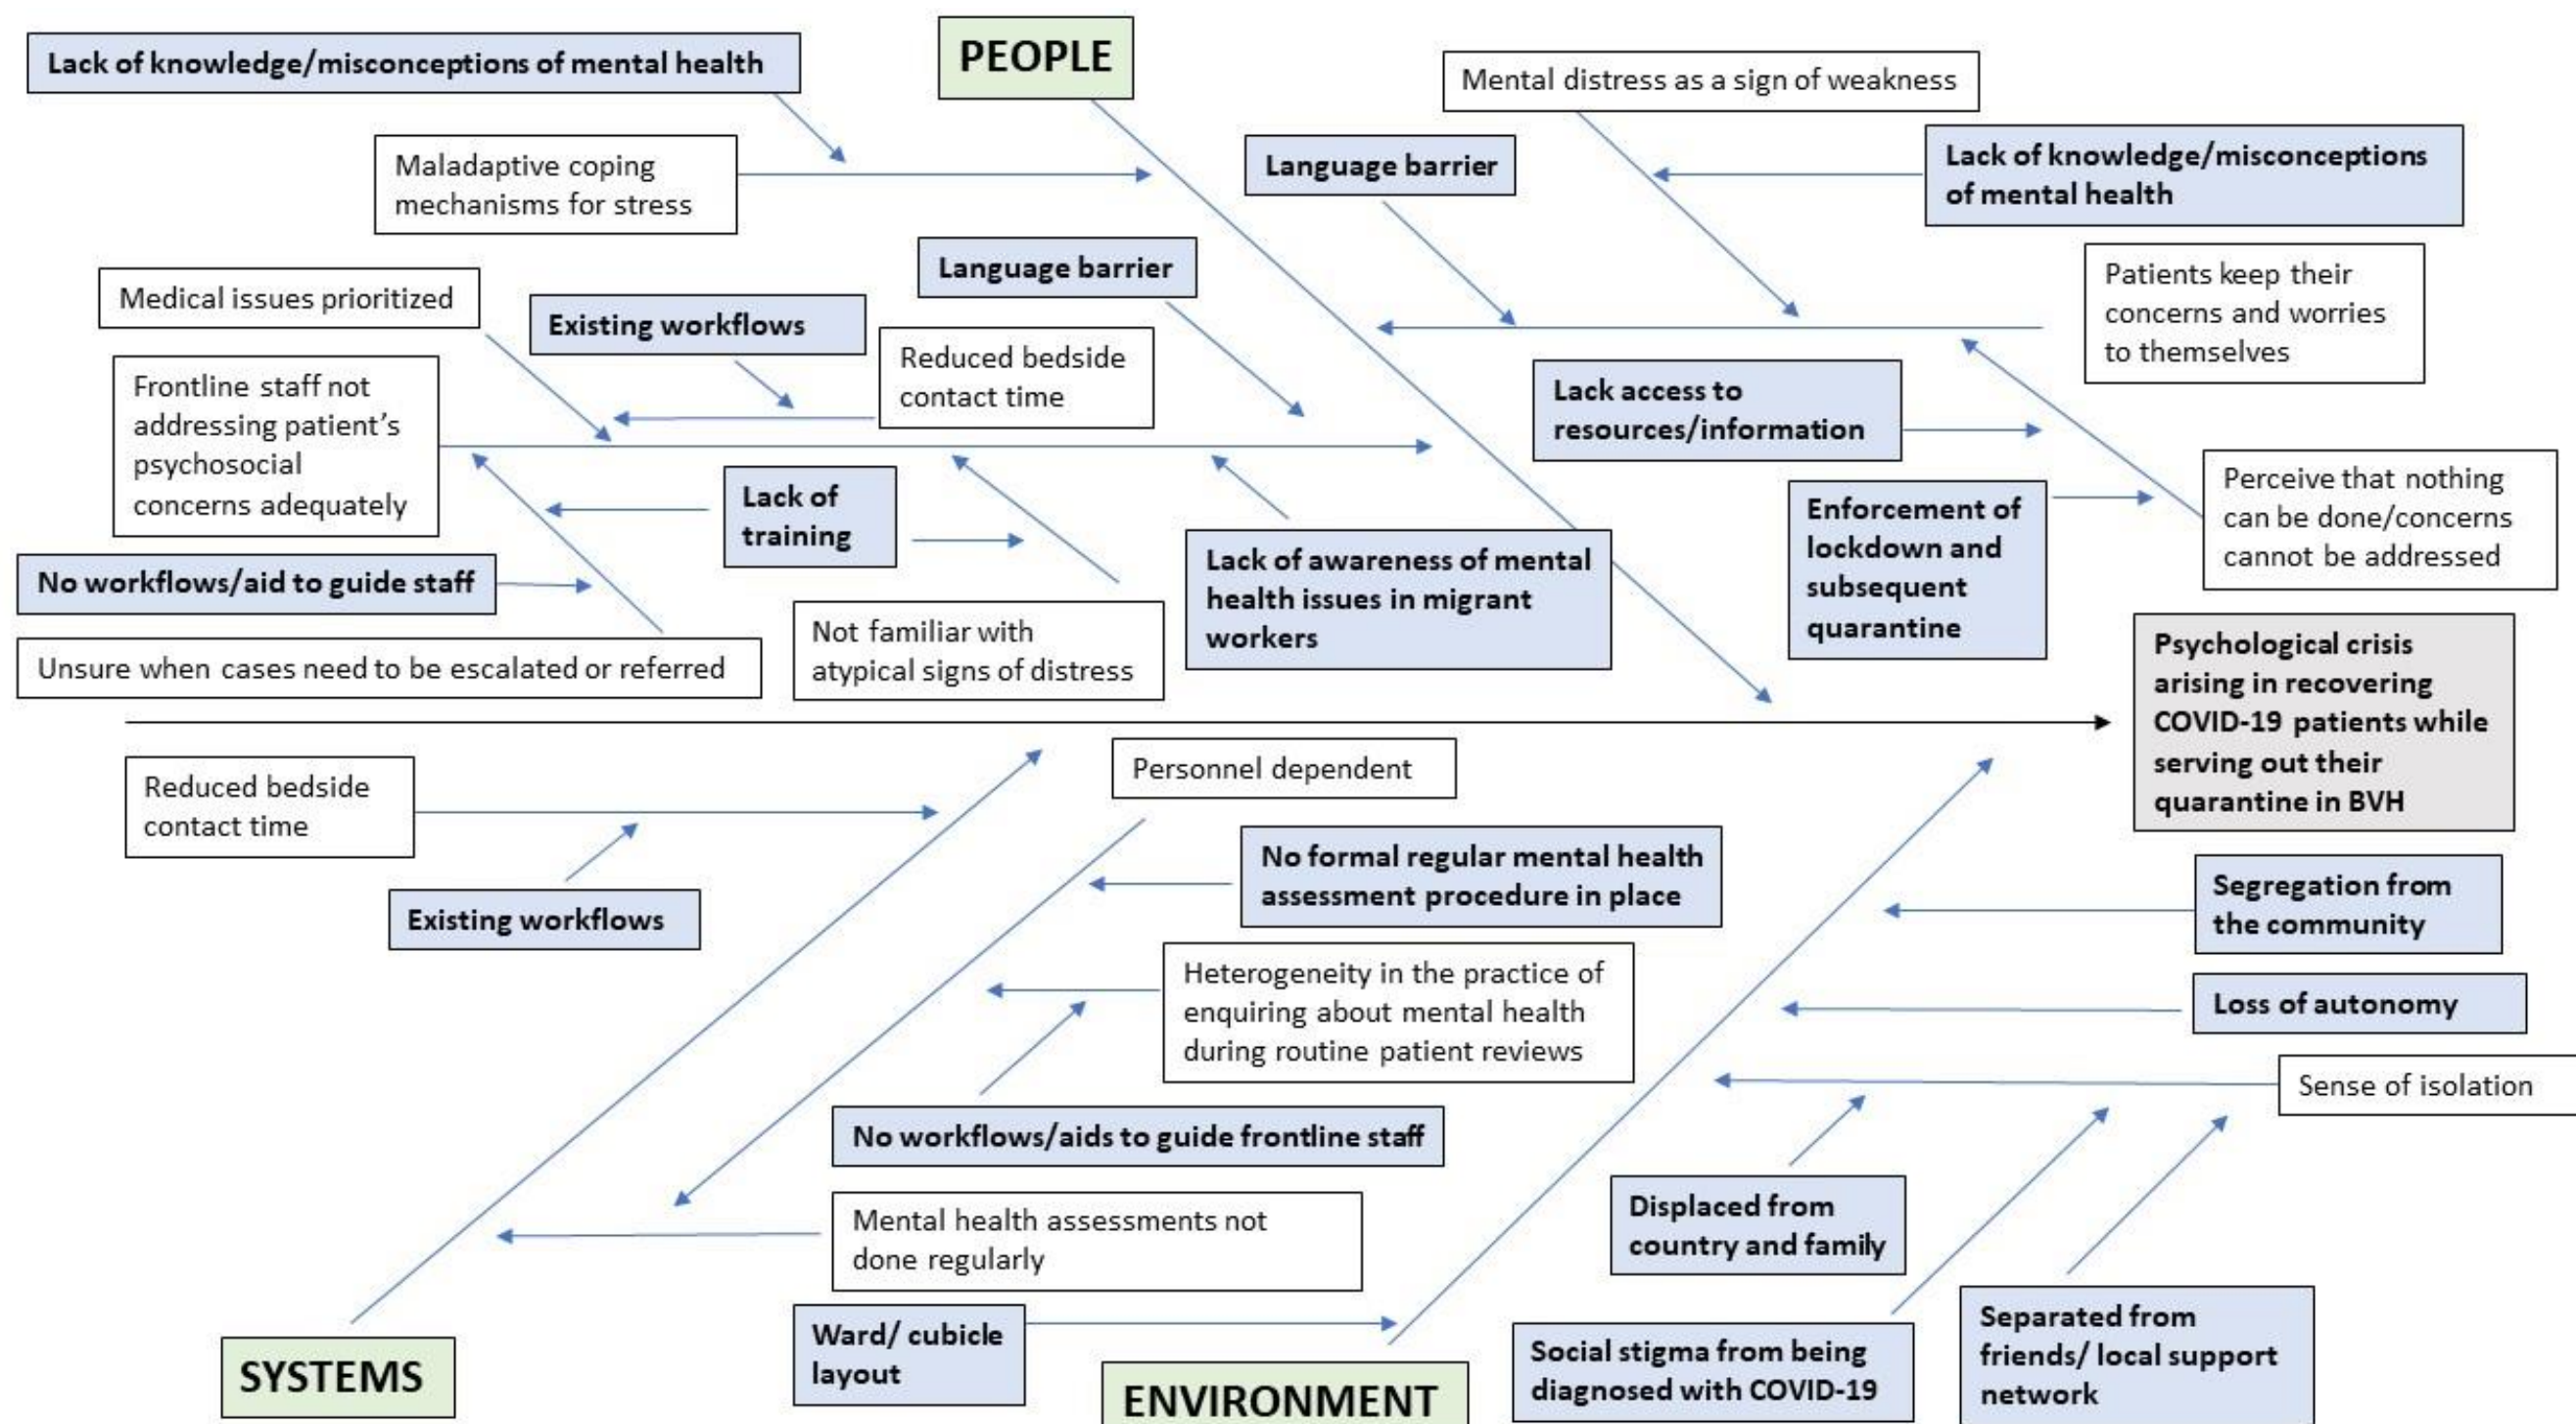 Lack of knowledge/misconceptions of mental health
PEOPLE
Mental distress as a sign of weakness
Maladaptive coping
mechanisms for stress
Language barrier
Lack of knowledge/misconceptions
of mental health
Language barrier
Medical issues prioritized
Existing workflows
Reduced bedside
contact time
Patients keep their
concerns and worries
to themselves
Frontline staff not
addressing patient’s
psychosocial
concerns adequately
Lack access to
resources/information
Lack of
training
Enforcement of
lockdown and
subsequent
quarantine
Perceive that nothing
can be done/concerns
cannot be addressed
No workflows/aid to guide staff
Lack of awareness of mental
health issues in migrant
workers
Unsure when cases need to be escalated or referred
Not familiar with
atypical signs of distress
Psychological crisis
arising in recovering
COVID-19 patients while
serving out their
quarantine in BVH
Reduced bedside
contact time
Personnel dependent
Existing workflows
No formal regular mental health
assessment procedure in place
Segregation from
the community
Heterogeneity in the practice of
enquiring about mental health
during routine patient reviews
Loss of autonomy
Sense of isolation
No workflows/aids to guide frontline staff
Mental health assessments not
done regularly
Displaced from
country and family
Ward/ cubicle
layout
Social stigma from being
diagnosed with COVID-19
Separated from
friends/ local support
network
SYSTEMS
ENVIRONMENT